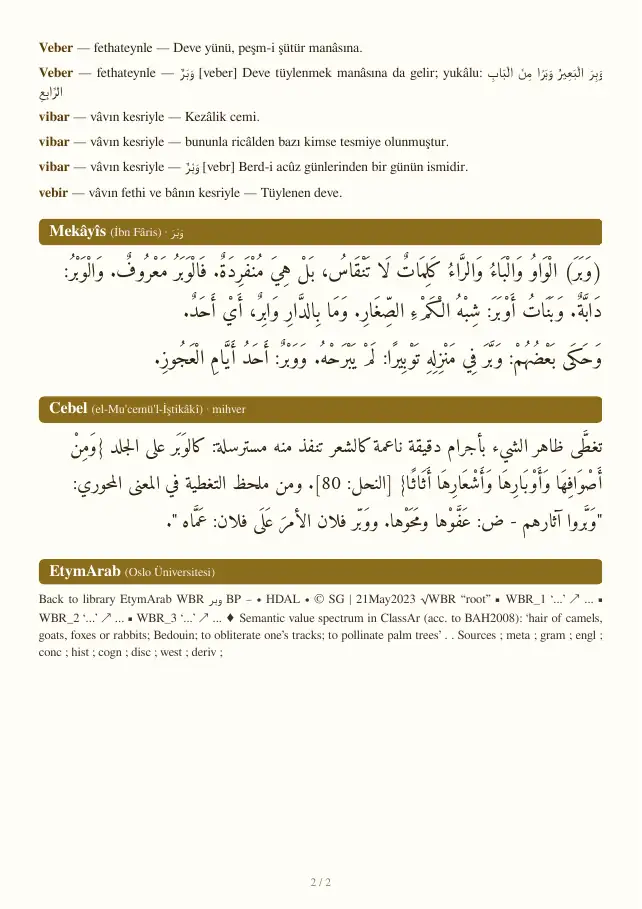 Veber — fethateynle — Deve yünü, peşm-i şütür manâsına.
Veber — fethateynle — وَبَرٌ [veber] Deve tüylenmek manâsına da gelir; yukâlu: وَبِرَ الْبَعِيرُ وَبَرًا مِنَ الْبَابِ
الرَّابِعِ
vibar — vâvın kesriyle — Kezâlik cemi.
vibar — vâvın kesriyle — bununla ricâlden bazı kimse tesmiye olunmuştur.
vibar — vâvın kesriyle — وَبْرٌ [vebr] Berd-i acûz günlerinden bir günün ismidir.
vebir — vâvın fethi ve bânın kesriyle — Tüylenen deve.
Mekâyîs (İbn Fâris) · وَبَرَ
(وَبَرَ) الْوَاوُ وَالْبَاءُ وَالرَّاءُ كَلِمَاتٌ لَا تَنْقَاسُ، بَلْ هِيَ مُنْفَرِدَةٌ. فَالْوَبَرُ مَعْرُوفٌ. وَالْوَبْرُ:
دَابَّةٌ. وَبَنَاتُ أَوْبَرَ: شِبْهُ الْكَمْءِ الصِّغَارِ. وَمَا بِالدَّارِ وَابِرٌ، أَيْ أَحَدٌ.
وَحَكَى بَعْضُهُمْ: وَبَّرَ فِي مَنْزِلِهِ تَوْبِيرًا: لَمْ يَبْرَحْهُ. وَوَبْرٌ: أَحَدُ أَيَّامِ الْعَجُوزِ.
Cebel (el-Mu'cemü'l-İştikâkî) · mihver
تغطَّى ظاهر الشيء بأجرام دقيقة ناعمة كالشعر تنفذ منه مسترسلة: كالوَبَر على الجلد {وَمِنْ
أَصْوَافِهَا وَأَوْبَارِهَا وَأَشْعَارِهَا أَثَاثًا} [النحل: 80]. ومن ملحظ التغطية في المعنى المحوري:
"وَبَّروا آثارهم - ض: عَفَّوْها ومَحَوْها. ووَبّر فلان الأمرَ عَلَى فلان: عَمَّاه ".
EtymArab (Oslo Üniversitesi)
Back to library EtymArab WBR وبر BP – • HDAL • © SG | 21May2023 √WBR “root” ▪ WBR_1 ‘...’ ↗ ... ▪
WBR_2 ‘...’ ↗ ... ▪ WBR_3 ‘...’ ↗ ... ♦ Semantic value spectrum in ClassAr (acc. to BAH2008): ‘hair of camels,
goats, foxes or rabbits; Bedouin; to obliterate one’s tracks; to pollinate palm trees’ . . Sources ; meta ; gram ; engl ;
conc ; hist ; cogn ; disc ; west ; deriv ;
2 / 2